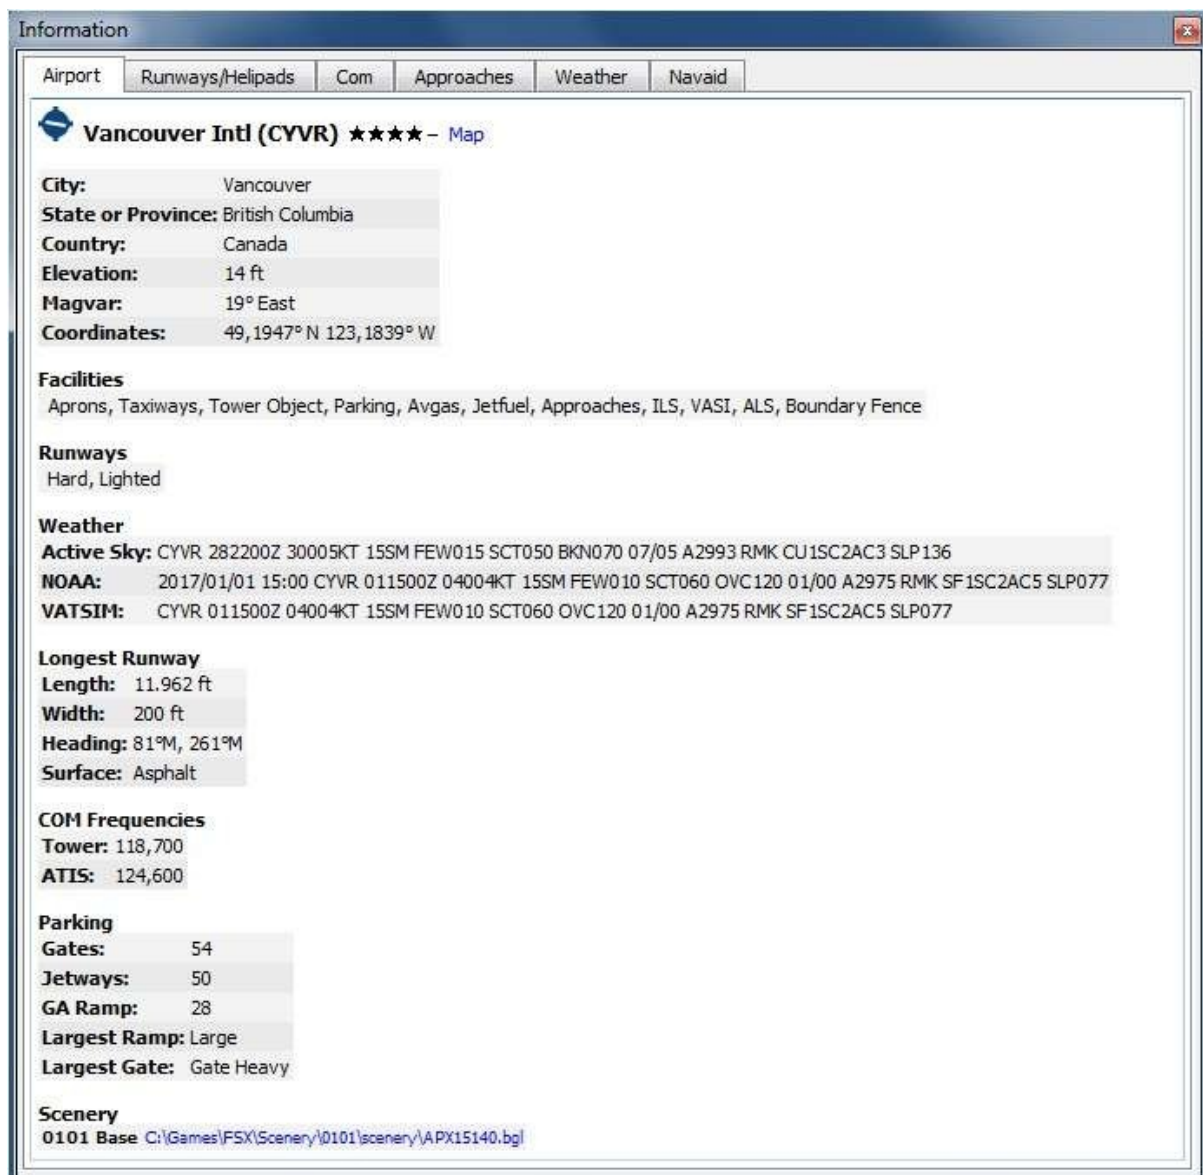 Information
Airport Runways/Helipads Com Approaches Weather Navaid
Vancouver Intl (CYVR) ★★★★– Map
City: Vancouver
State or Province: British Columbia
Country: Canada
Elevation: 14 ft
Magvar: 19° East
Coordinates: 49,1947° N 123,1839° W
Facilities
Aprons, Taxiways, Tower Object, Parking, Avgas, Jetfuel, Approaches, ILS, VASI, ALS, Boundary Fence
Runways
Hard, Lighted
Weather
Active Sky: CYVR 282200Z 30005KT 15SM FEW015 SCT050 BKN070 07/05 A2993 RMK CU1SC2AC3 SLP136
NOAA: 2017/01/01 15:00 CYVR 011500Z 04004KT 15SM FEW010 SCT060 OVC120 01/00 A2975 RMK SF1SC2AC5 SLP077
VATSIM: CYVR 011500Z 04004KT 15SM FEW010 SCT060 OVC120 01/00 A2975 RMK SF1SC2AC5 SLP077
Longest Runway
Length: 11.962 ft
Width: 200 ft
Heading: 81°M, 261°M
Surface: Asphalt
COM Frequencies
Tower: 118,700
ATIS: 124,600
Parking
Gates: 54
Jetways: 50
GA Ramp: 28
Largest Ramp: Large
Largest Gate: Gate Heavy
Scenery
0101 Base C:\Games\FSX\Scenery\0101\scenery\APX15140.bgl